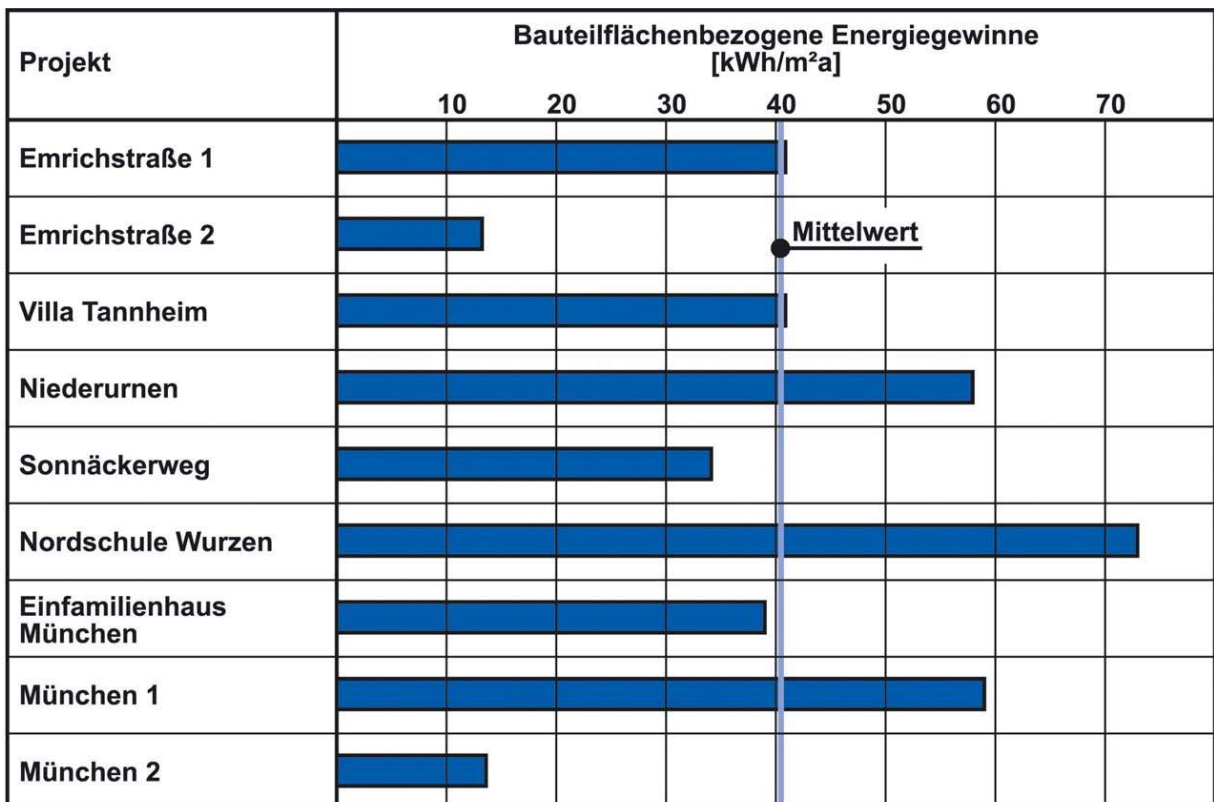 Projekt
Bauteilflächenbezogene Energiegewinne
[kWh/m²a]
10 20 30 40 50 60 70
Emrichstraße 1
Emrichstraße 2
Mittelwert
Villa Tannheim
Niederurnen
Sonnäckerweg
Nordschule Wurzen
Einfamilienhaus
München
München 1
München 2